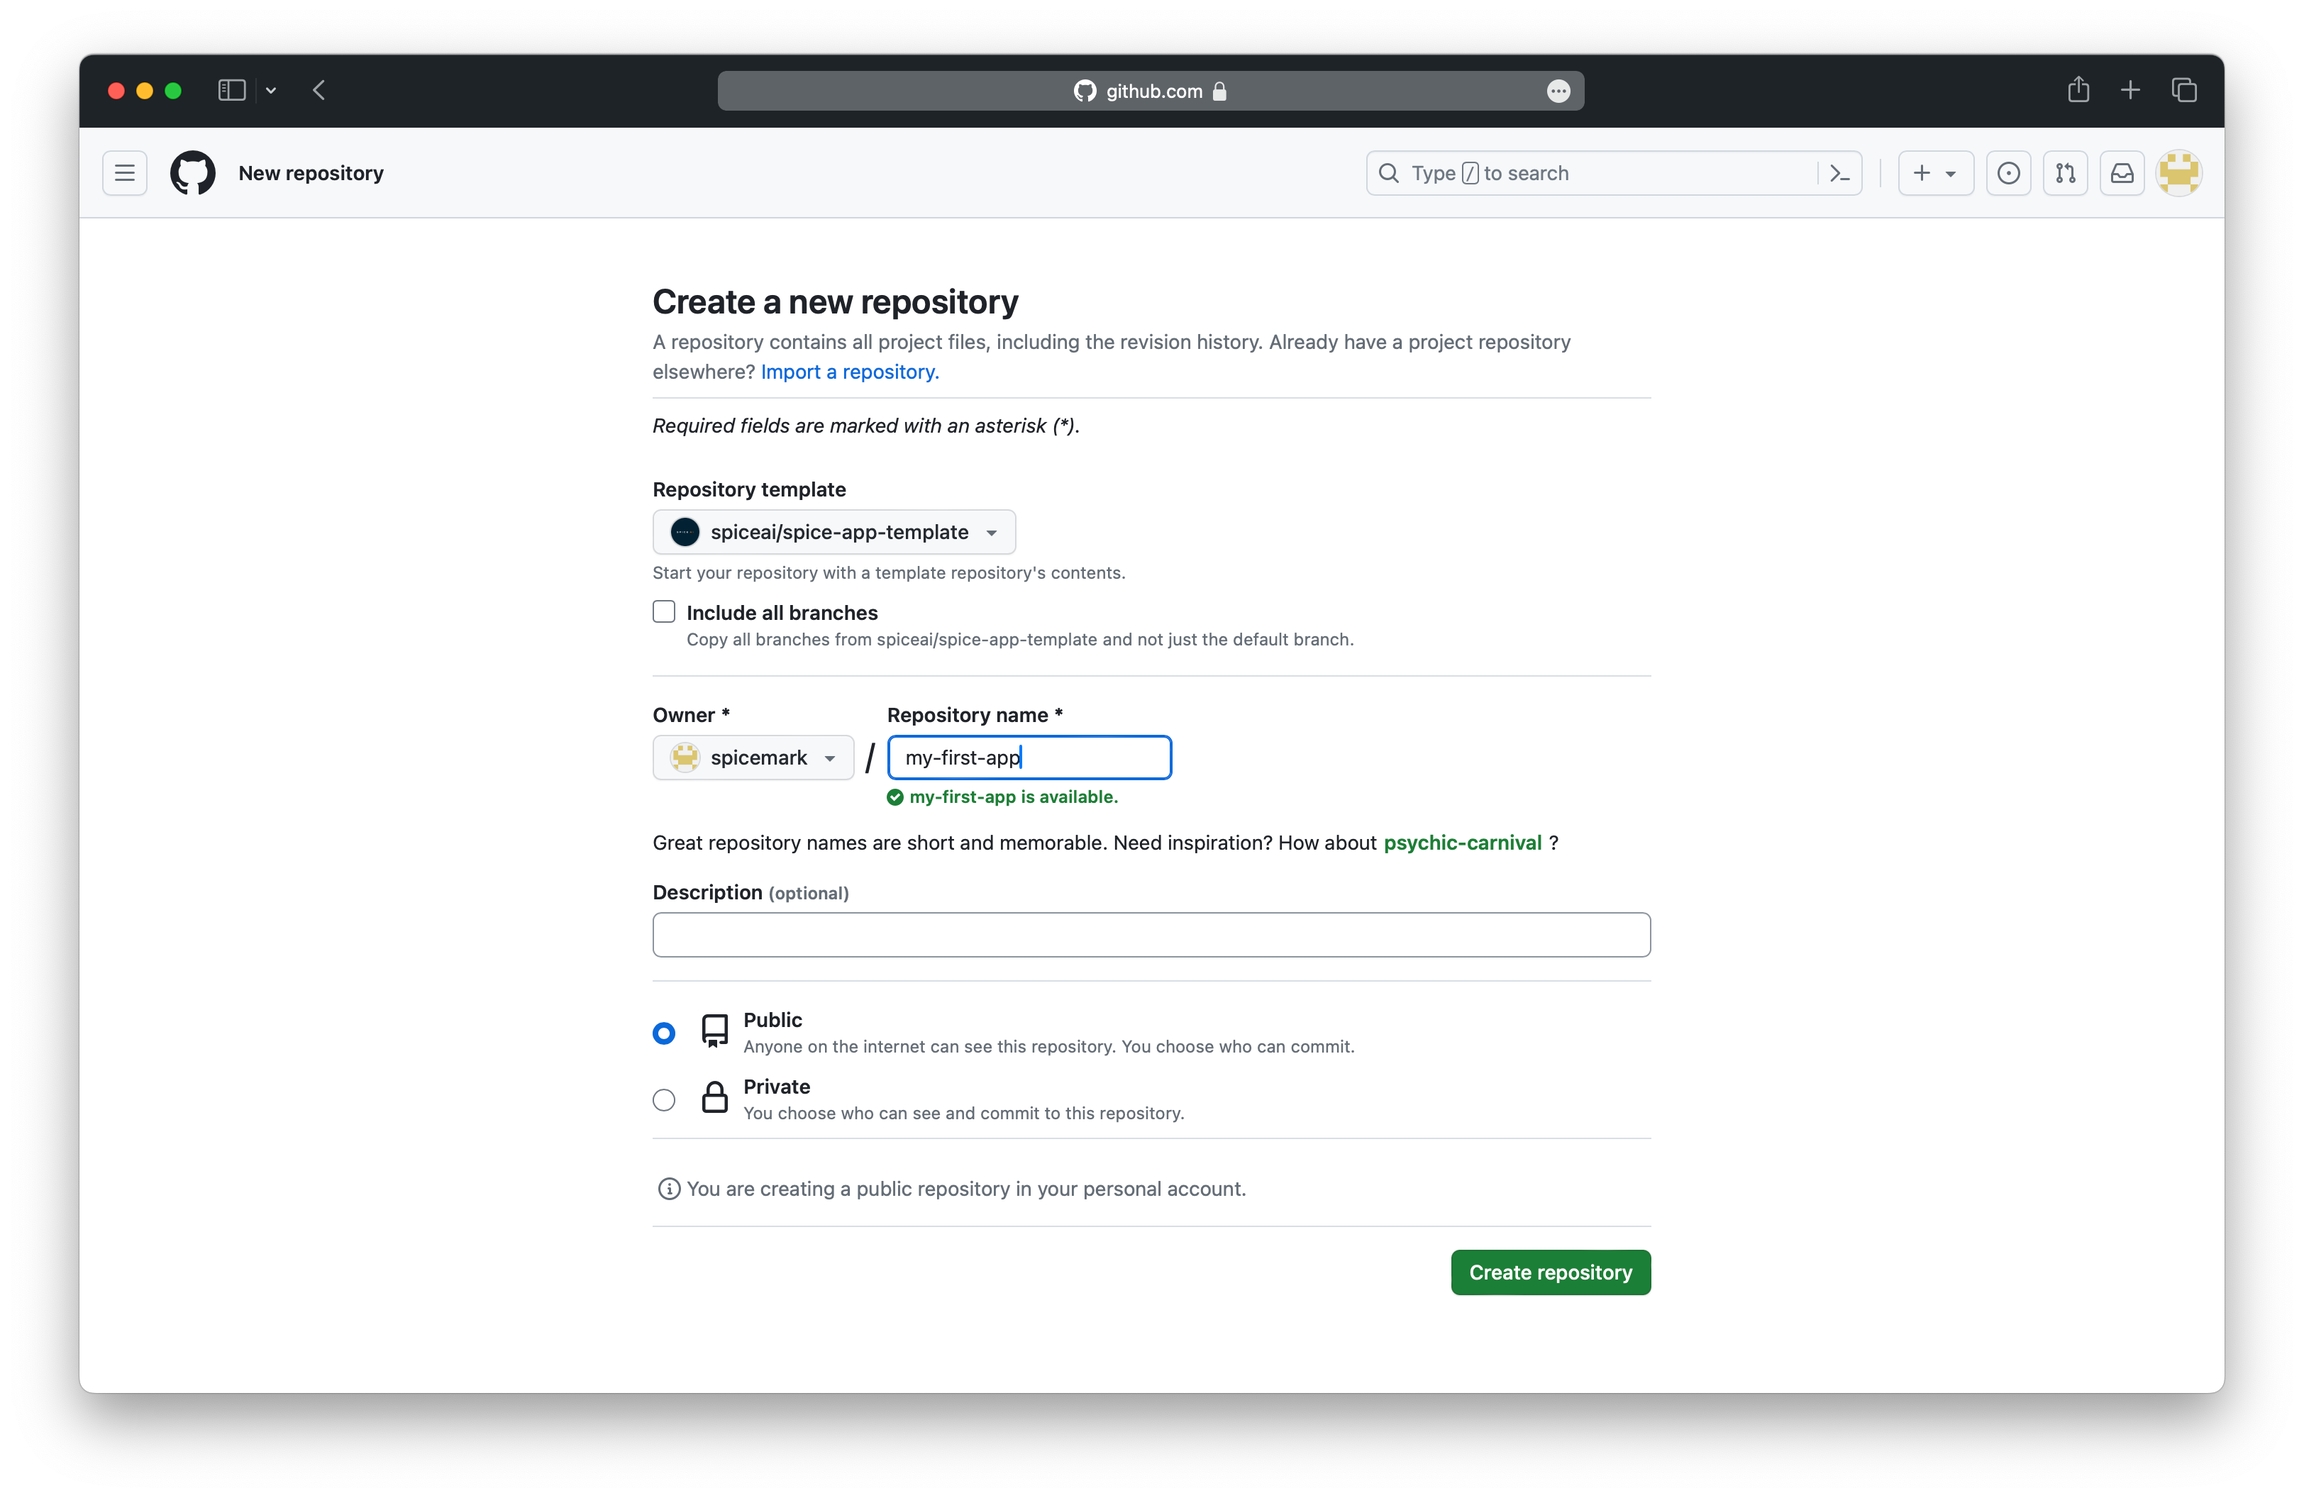 github.com
New repository
Type / to search
Create a new repository
A repository contains all project files, including the revision history. Already have a project repository
elsewhere? Import a repository.
Required fields are marked with an asterisk (*).
Repository template
spiceai/spice-app-template
Start your repository with a template repository's contents.
Include all branches
Copy all branches from spiceai/spice-app-template and not just the default branch.
Owner * Repository name *
spicemark / my-first-app
my-first-app is available.
Great repository names are short and memorable. Need inspiration? How about psychic-carnival ?
Description (optional)
Public
Anyone on the internet can see this repository. You choose who can commit.
Private
You choose who can see and commit to this repository.
You are creating a public repository in your personal account.
Create repository